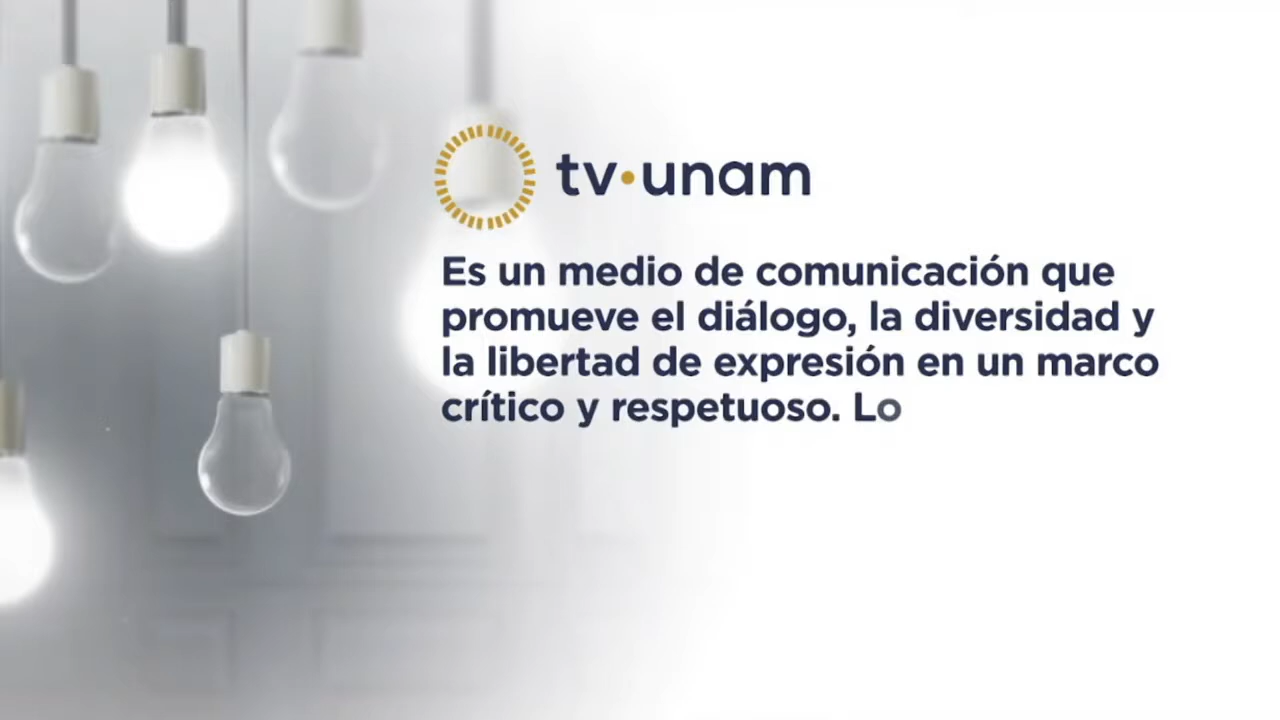 tv·unam
Es un medio de comunicación que
promueve el diálogo, la diversidad y
la libertad de expresión en un marco
crítico y respetuoso. Lo